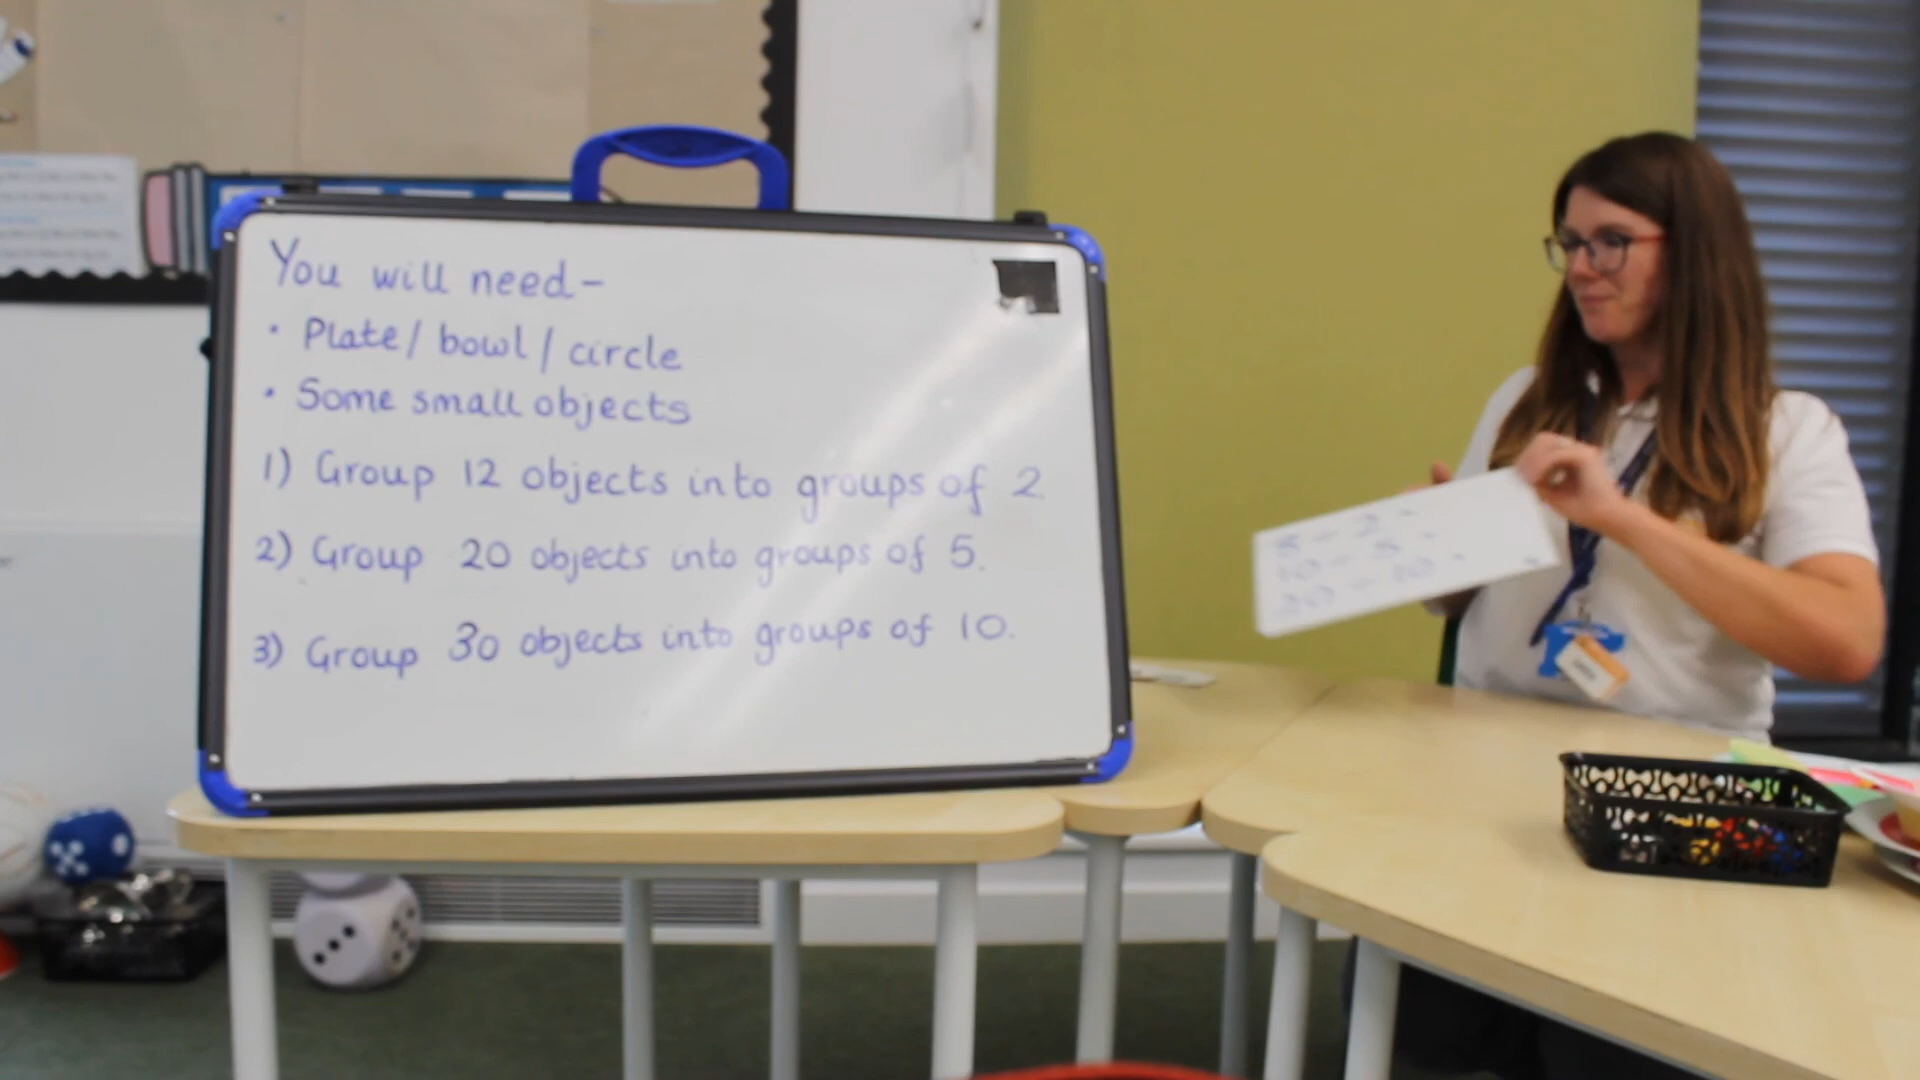 You will need-
• Plate/bowl/circle
• Some small objects
1) Group 12 objects into groups of 2.
2) Group 20 objects into groups of 5.
3) Group 30 objects into groups of 10.